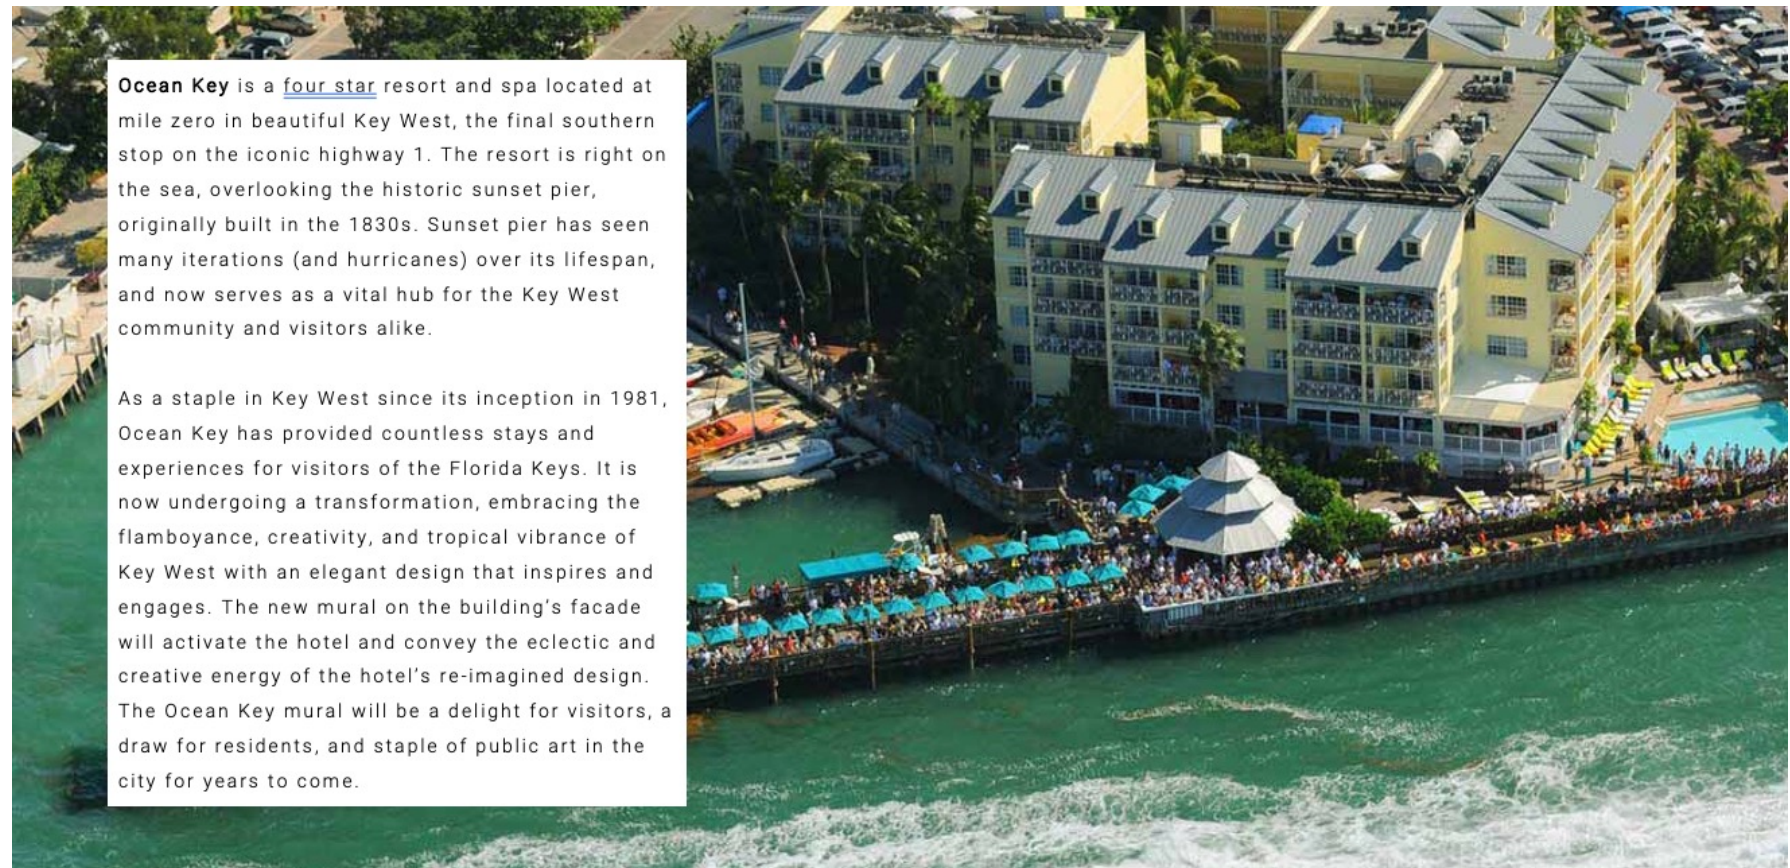 Ocean Key is a four star resort and spa located at
mile zero in beautiful Key West, the final southern
stop on the iconic highway 1. The resort is right on
the sea, overlooking the historic sunset pier,
originally built in the 1830s. Sunset pier has seen
many iterations (and hurricanes) over its lifespan,
and now serves as a vital hub for the Key West
community and visitors alike.
As a staple in Key West since its inception in 1981,
Ocean Key has provided countless stays and
experiences for visitors of the Florida Keys. It is
now undergoing a transformation, embracing the
flamboyance, creativity, and tropical vibrance of
Key West with an elegant design that inspires and
engages. The new mural on the building's facade
will activate the hotel and convey the eclectic and
creative energy of the hotel's re-imagined design.
The Ocean Key mural will be a delight for visitors, a
draw for residents, and staple of public art in the
city for years to come.